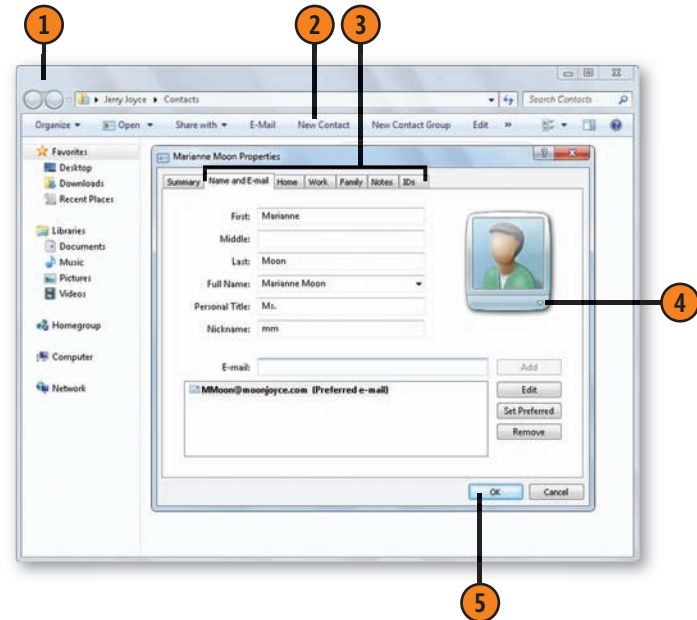 1
2
3
Jerry Joyce ▸ Contacts
Search Contacts
Organize
Open
Share with
E-Mail
New Contact
New Contact Group
Edit
»
Favorites
Desktop
Downloads
Recent Places
Libraries
Documents
Music
Pictures
Videos
Homegroup
Computer
Network
Marianne Moon Properties
Summary
Name and E-mail
Home
Work
Family
Notes
IDs
First: Marianne
Middle:
Last: Moon
Full Name: Marianne Moon
Personal Title: Ms.
Nickname: mm
4
E-mail:
Add
MMoon@moonjoyce.com (Preferred e-mail)
Edit
Set Preferred
Remove
OK
Cancel
5